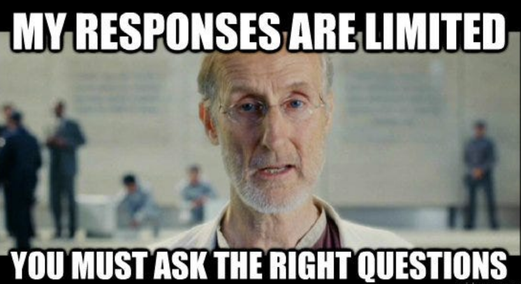 MY RESPONSES ARE LIMITED
YOU MUST ASK THE RIGHT QUESTIONS